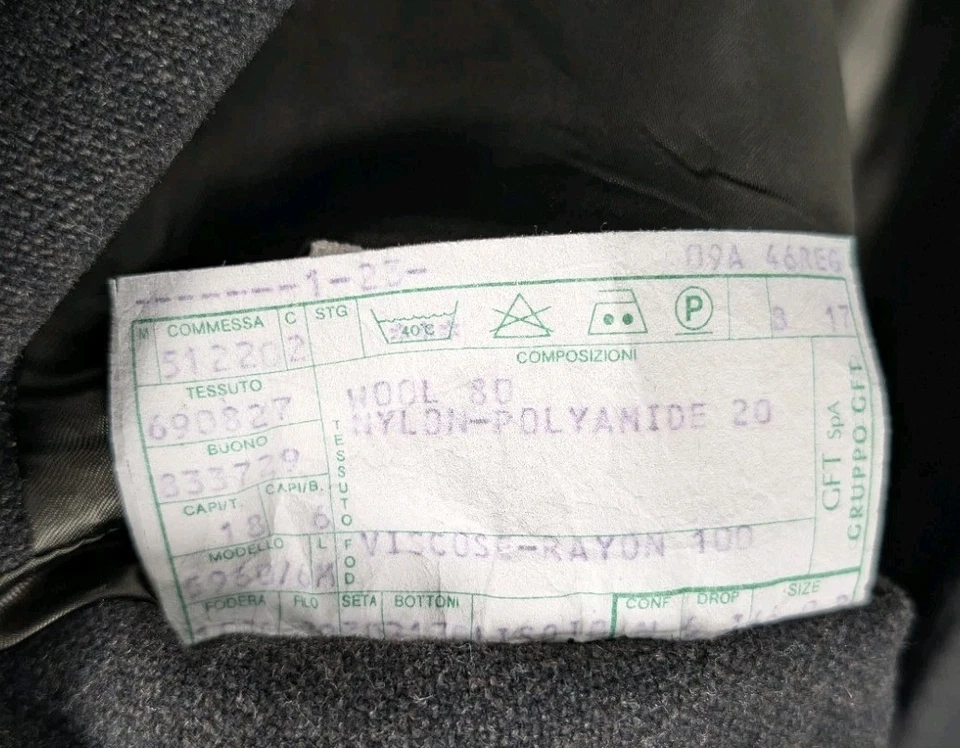 -------1-23-
09A 46REG
M COMMESSA C STG
40°C
P
8 17
512202
COMPOSIZIONI
TESSUTO
690827
WOOL 80
NYLON-POLYAMIDE 20
BUONO
333729
CAPI/T. CAPI/B.
18 6
TESSUTO
MODELLO L
FOD
VISCOSE-RAYON 100
GFT SpA
GRUPPO GFT
FODERA FILO SETA BOTTONI
CONF DROP SIZE